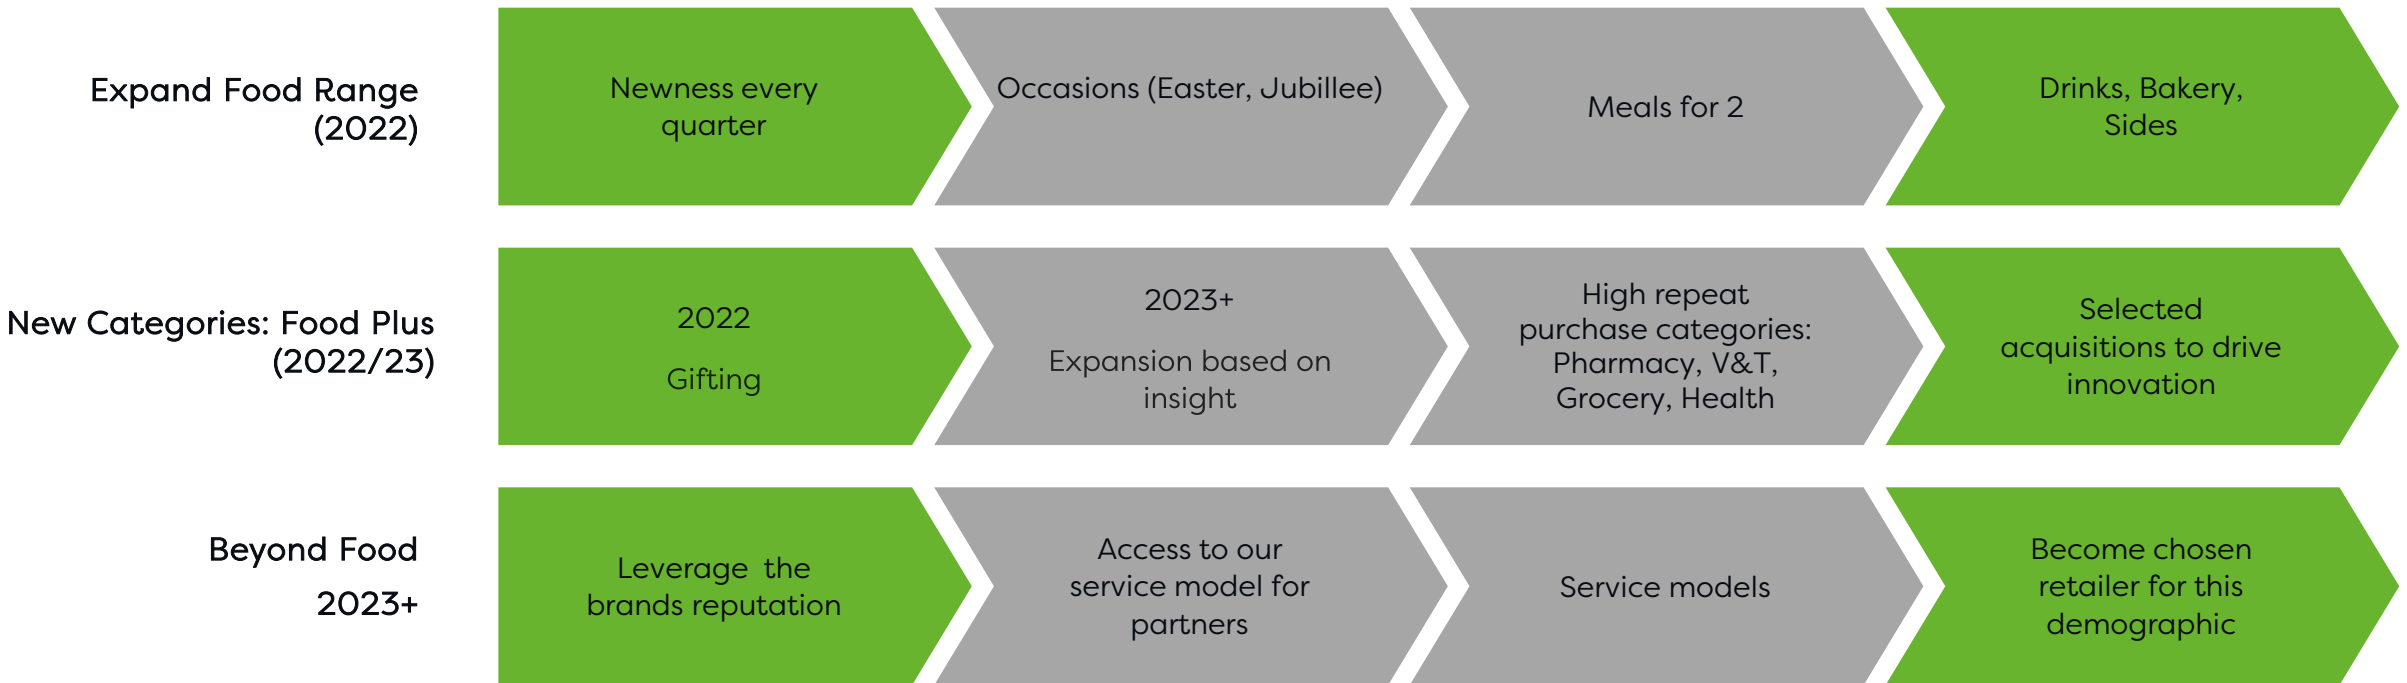 Expand Food Range
(2022)
Newness every
quarter
Occasions (Easter, Jubillee)
Meals for 2
Drinks, Bakery,
Sides
New Categories: Food Plus
(2022/23)
2022
Gifting
2023+
Expansion based on
insight
High repeat
purchase categories:
Pharmacy, V&T,
Grocery, Health
Selected
acquisitions to drive
innovation
Beyond Food
2023+
Leverage  the
brands reputation
Access to our
service model for
partners
Service models
Become chosen
retailer for this
demographic